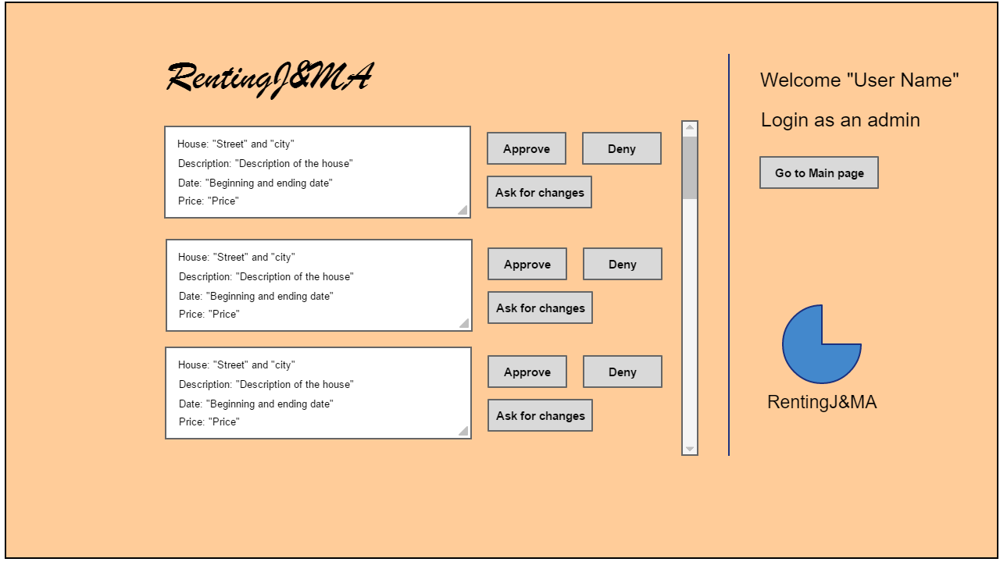 RentingJ&MA
House: "Street" and "city"
Description: "Description of the house"
Date: "Beginning and ending date"
Price: "Price"
Approve
Deny
Ask for changes
House: "Street" and "city"
Description: "Description of the house"
Date: "Beginning and ending date"
Price: "Price"
Approve
Deny
Ask for changes
House: "Street" and "city"
Description: "Description of the house"
Date: "Beginning and ending date"
Price: "Price"
Approve
Deny
Ask for changes
Welcome "User Name"
Login as an admin
Go to Main page
RentingJ&MA